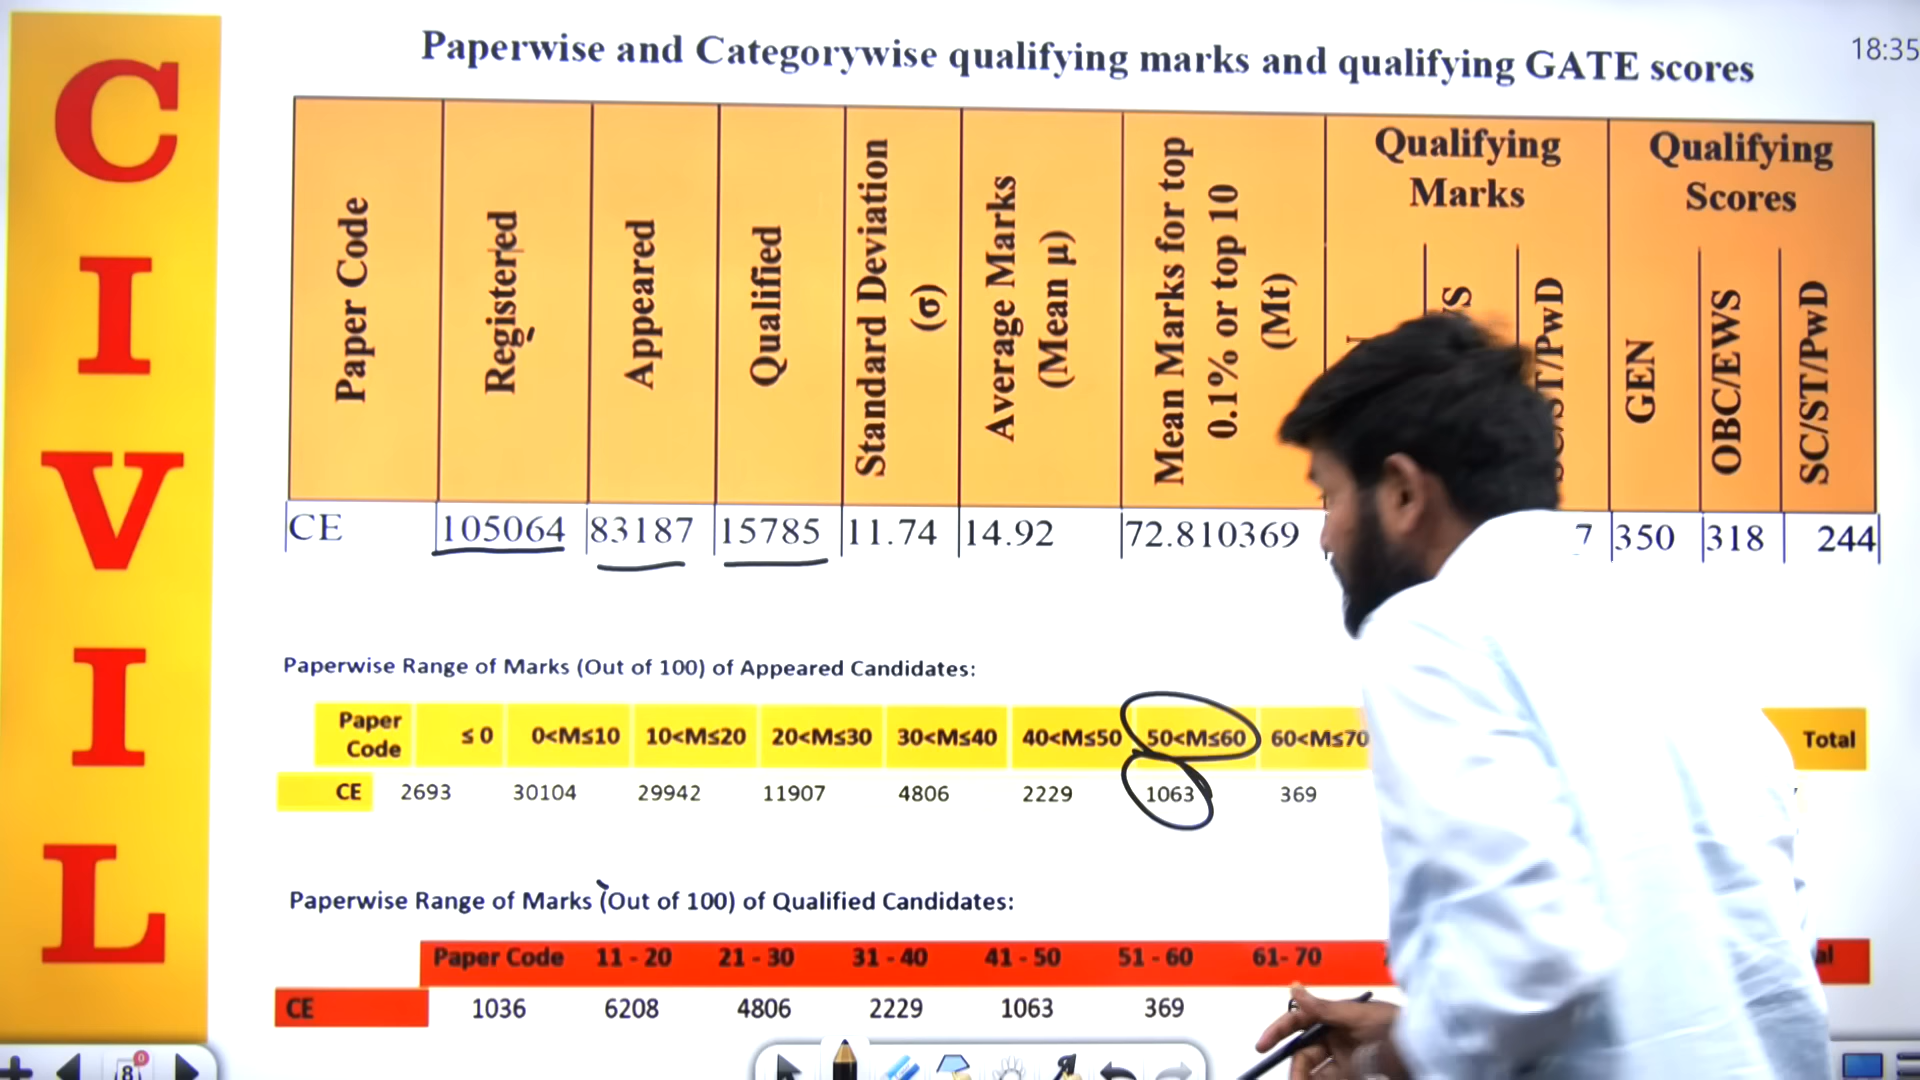 Paperwise and Categorywise qualifying marks and qualifying GATE scores
18:35
CIVIL
Paper Code
Registered
Appeared
Qualified
Standard Deviation (σ)
Average Marks (Mean μ)
Mean Marks for top 0.1% or top 10 (Mt)
Qualifying Marks
SC/ST/PwD
Qualifying Scores
GEN
OBC/EWS
SC/ST/PwD
CE 105064 83187 15785 11.74 14.92 72.810369 7 350 318 244
Paperwise Range of Marks (Out of 100) of Appeared Candidates:
Paper Code ≤ 0 0<M≤10 10<M≤20 20<M≤30 30<M≤40 40<M≤50 50<M≤60 60<M≤70 Total
CE 2693 30104 29942 11907 4806 2229 1063 369
Paperwise Range of Marks (Out of 100) of Qualified Candidates:
Paper Code 11 - 20 21 - 30 31 - 40 41 - 50 51 - 60 61- 70
CE 1036 6208 4806 2229 1063 369
8 0